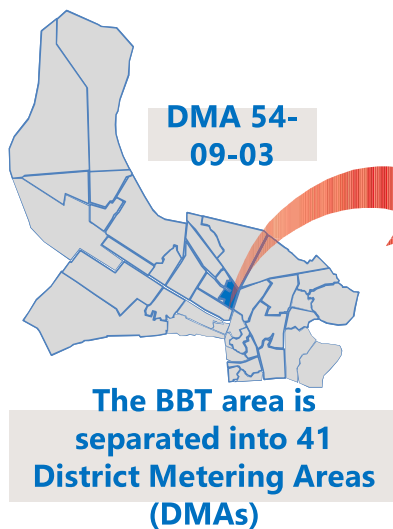 DMA 54-
09-03
The BBT area is
separated into 41
District Metering Areas
(DMAs)